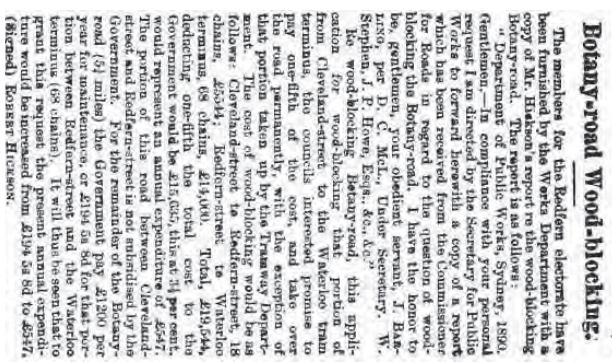 Botany-road Wood-blocking.
The members for the Redfern electorate have
been furnished by the Works Department with a
copy of Mr. Hickson's report re the wood-blocking
Botany-road. The report is as follows:
"Department of Public Works, Sydney, 1890.
Gentlemen,—In compliance with your personal
request I am directed by the Secretary for Public
Works to forward herewith a copy of a report
which has been received from the Commissioner
for Roads in regard to the question of wood-
blocking the Botany-road. I have the honor to
be, gentlemen, your obedient servant, J. BAR-
LING, per D. C. McL., Under Secretary. W.
Stephen, J. P. Howe, Esqs., &c., &c."
Re wood-blocking Botany-road, this appli-
cation for wood-blocking that portion of
from Cleveland-street to the Waterloo tram
terminus, the councils interested promise to
pay one-fifth of the cost, and take over
the road permanently, with the exception of
that portion taken up by the Tramway Depart-
ment. The cost of wood-blocking would be as
follows: Cleveland-street to Redfern-street, 18
chains, £5544; Redfern-street to Waterloo
terminus, 68 chains, £14,000. Total, £19,544,
deducting one-fifth the total cost to the
Government would be £15,635, this at 3½ per cent.
would represent an annual expenditure of £547.
The portion of this road between Cleveland-
street and Redfern-street is not subsidised by the
Government. For the remainder of the Botany-
road (5¼ miles) the Government pay £1200 per
year for maintenance, or £194 5s 8d for that por-
tion between Redfern-street and the Waterloo
terminus (68 chains). It will thus be seen that to
grant this request the present annual expendi-
ture would be increased from £194 5s 8d to £547.
(Signed) ROBERT HICKSON.